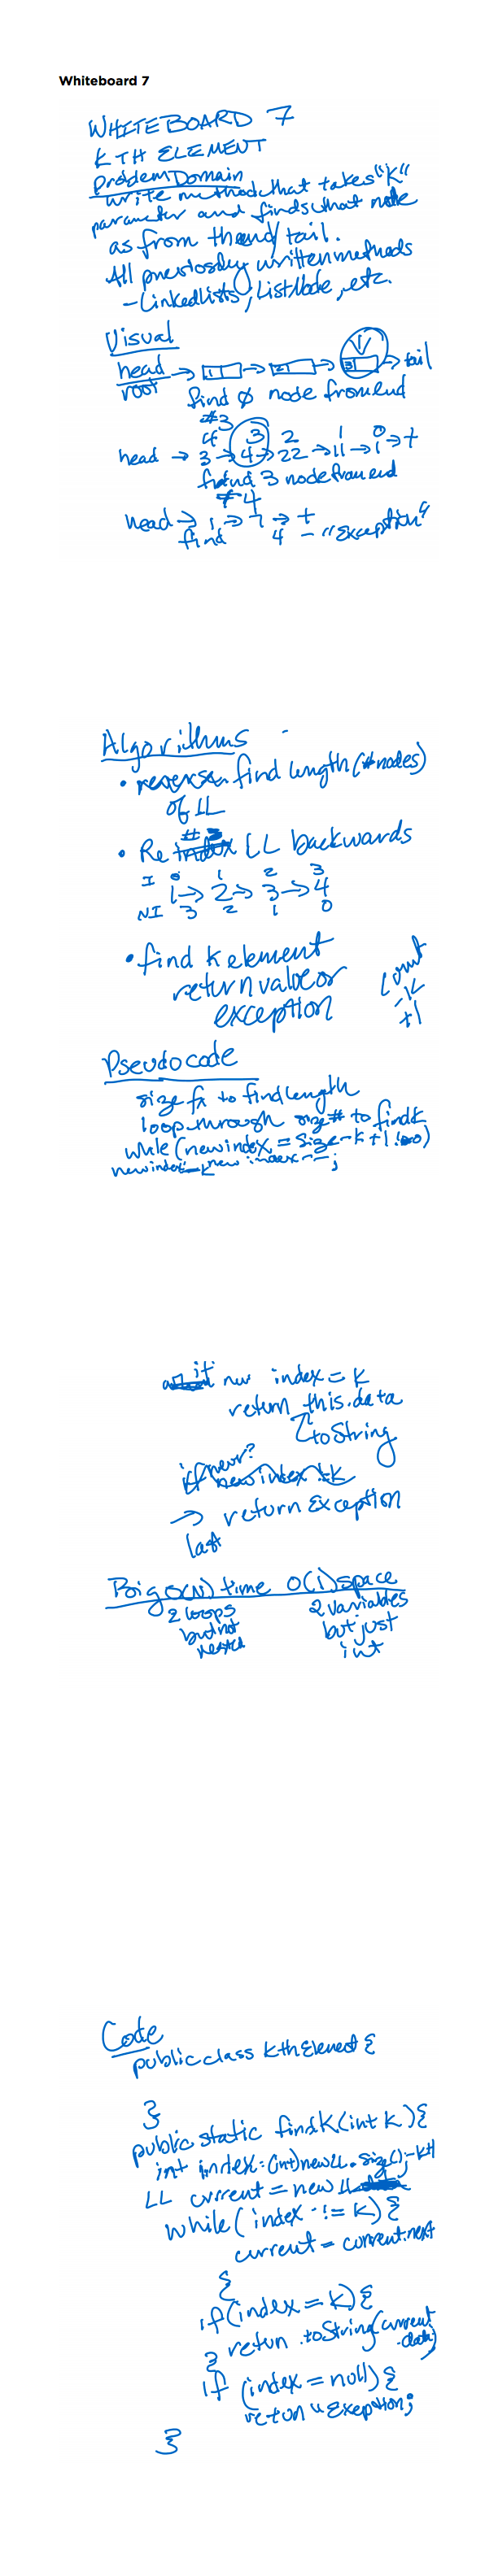 Whiteboard 7
WHITEBOARD 7
KTH ELEMENT
Problem Domain
write method that takes "K"
parameter and finds that node
as from the end/tail.
All previously written methods
- Linked Lists, ListNode, etc.
Visual
head → 1 → 2 → 3 → tail
root
find ∅ node from end
#3
4 3 2 1 0
head → 3 → 4 → 22 → 11 → 1 → t
find 3 node from end
≠ 4
head → 1 → 7 → t
find 4 - "exception"
Algorithms
• reverse find length (# nodes)
of LL
• Re index LL backwards
I 0 1 2 3
1 → 2 → 3 → 4
NI 3 2 1 0
• find k element
return value or
exception
count
-k
+1
Pseudocode
size fx to find length
loop through size # to find k
while (newindex = size - k + 1 != 0)
new index--;
if new index = k
return this.data
toString
if never?
newindex != k
→ return Exception
last
Big O(N) time O(1) space
2 loops
but not
nested
2 variables
but just
int
Code
public class KthElement {
}
public static findK(int k) {
int index = (int) newLL.size() - k+1
LL current = new LL
while (index != k) {
current = current.next
{
if (index = k) {
return .toString(current
.data)
}
if (index = null) {
return "Exeption;
}